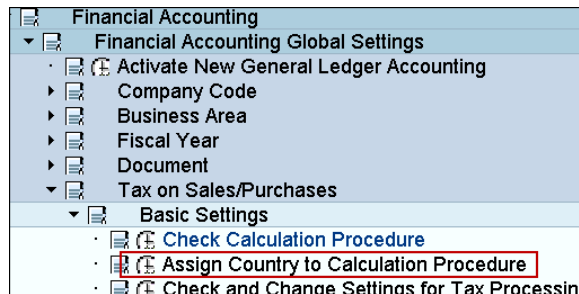 Financial Accounting
Financial Accounting Global Settings
Activate New General Ledger Accounting
Company Code
Business Area
Fiscal Year
Document
Tax on Sales/Purchases
Basic Settings
Check Calculation Procedure
Assign Country to Calculation Procedure
Check and Change Settings for Tax Processin